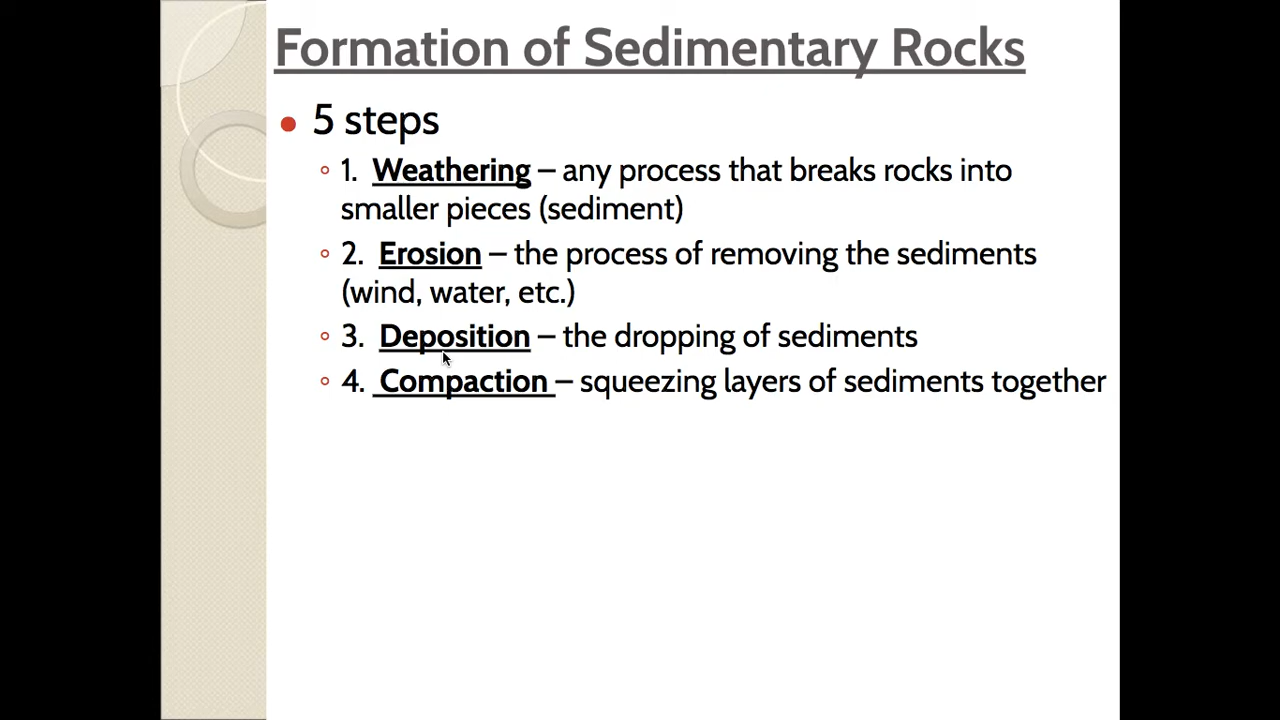 Formation of Sedimentary Rocks
5 steps
1. Weathering – any process that breaks rocks into
smaller pieces (sediment)
2. Erosion – the process of removing the sediments
(wind, water, etc.)
3. Deposition – the dropping of sediments
4. Compaction – squeezing layers of sediments together